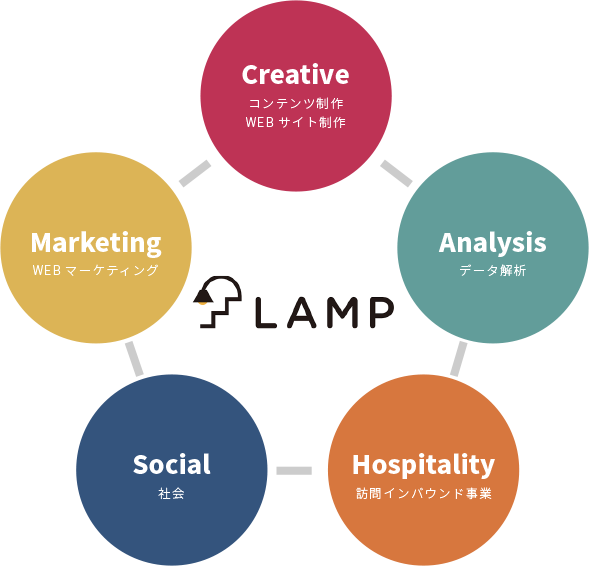 Creative
コンテンツ制作
WEB サイト制作
Marketing
WEB マーケティング
Analysis
データ解析
LAMP
Social
社会
Hospitality
訪問インバウンド事業